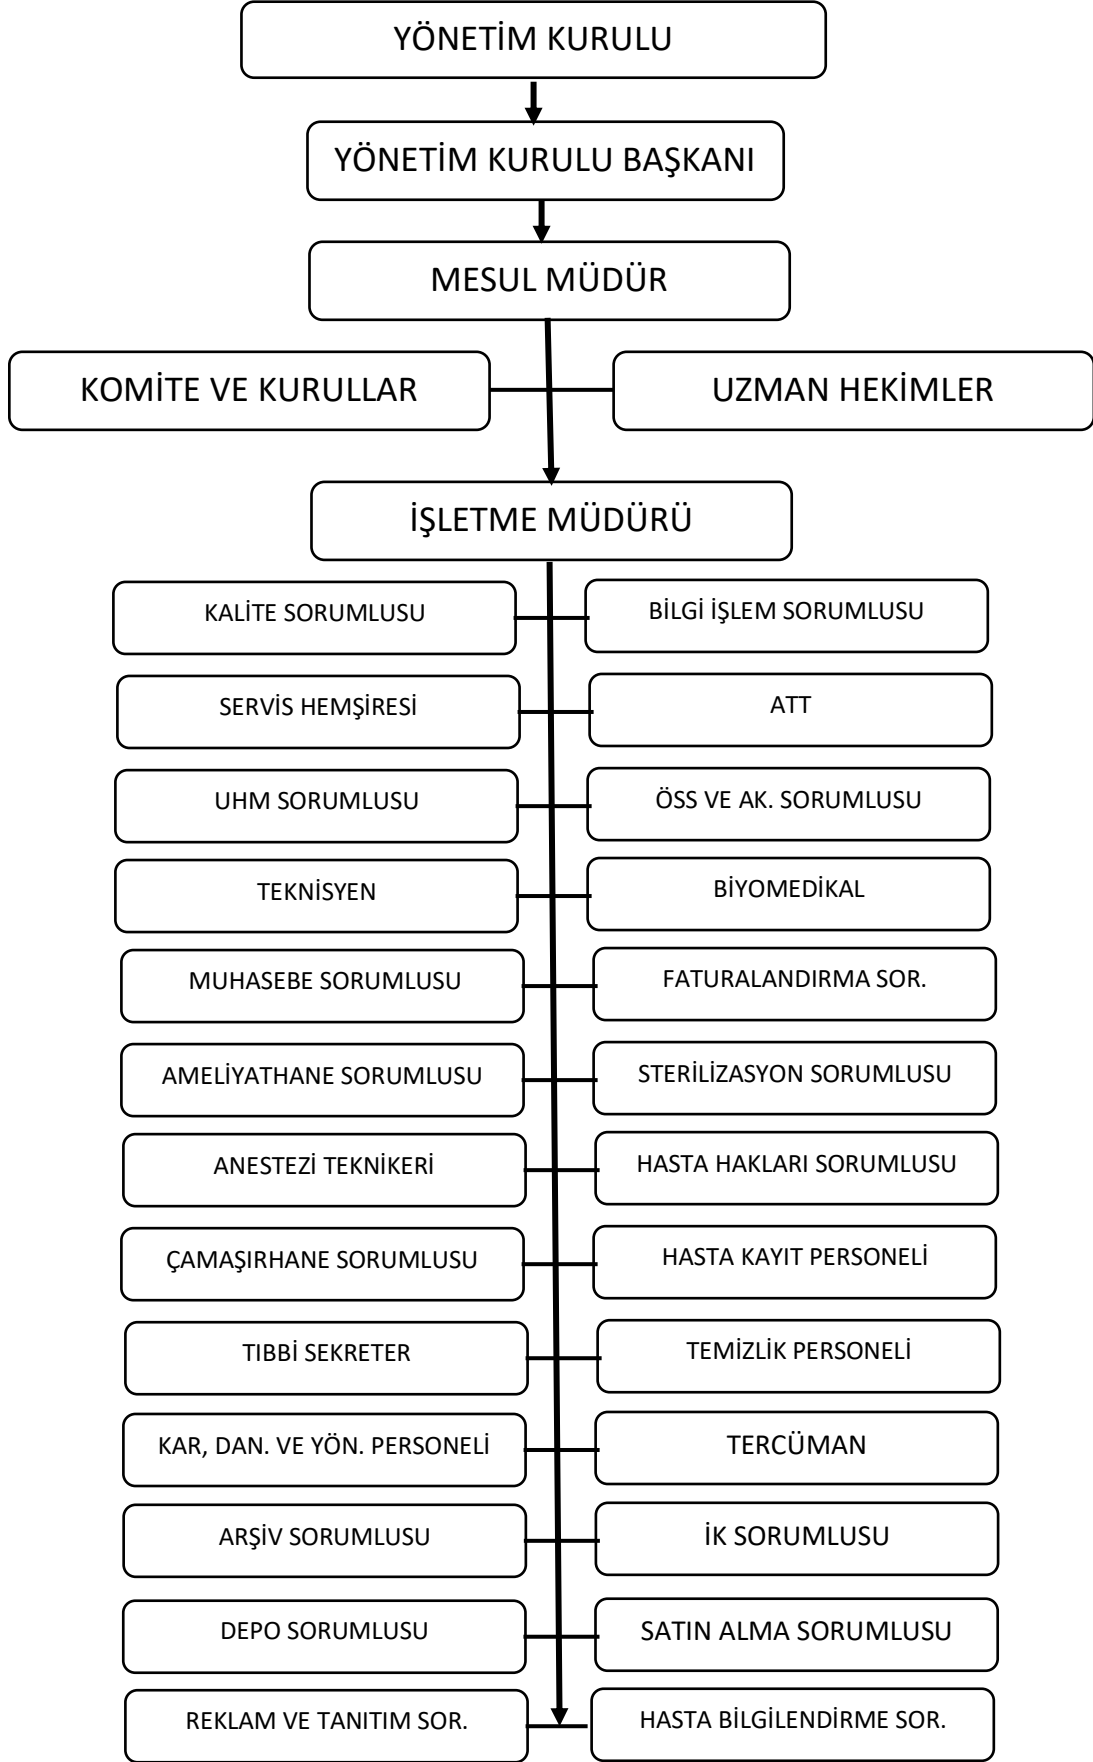 YÖNETİM KURULU
YÖNETİM KURULU BAŞKANI
MESUL MÜDÜR
KOMİTE VE KURULLAR
UZMAN HEKİMLER
İŞLETME MÜDÜRÜ
KALİTE SORUMLUSU
BİLGİ İŞLEM SORUMLUSU
SERVİS HEMŞİRESİ
ATT
UHM SORUMLUSU
ÖSS VE AK. SORUMLUSU
TEKNİSYEN
BİYOMEDİKAL
MUHASEBE SORUMLUSU
FATURALANDIRMA SOR.
AMELİYATHANE SORUMLUSU
STERİLİZASYON SORUMLUSU
ANESTEZİ TEKNİKERİ
HASTA HAKLARI SORUMLUSU
ÇAMAŞIRHANE SORUMLUSU
HASTA KAYIT PERSONELİ
TIBBİ SEKRETER
TEMİZLİK PERSONELİ
KAR, DAN. VE YÖN. PERSONELİ
TERCÜMAN
ARŞİV SORUMLUSU
İK SORUMLUSU
DEPO SORUMLUSU
SATIN ALMA SORUMLUSU
REKLAM VE TANITIM SOR.
HASTA BİLGİLENDİRME SOR.